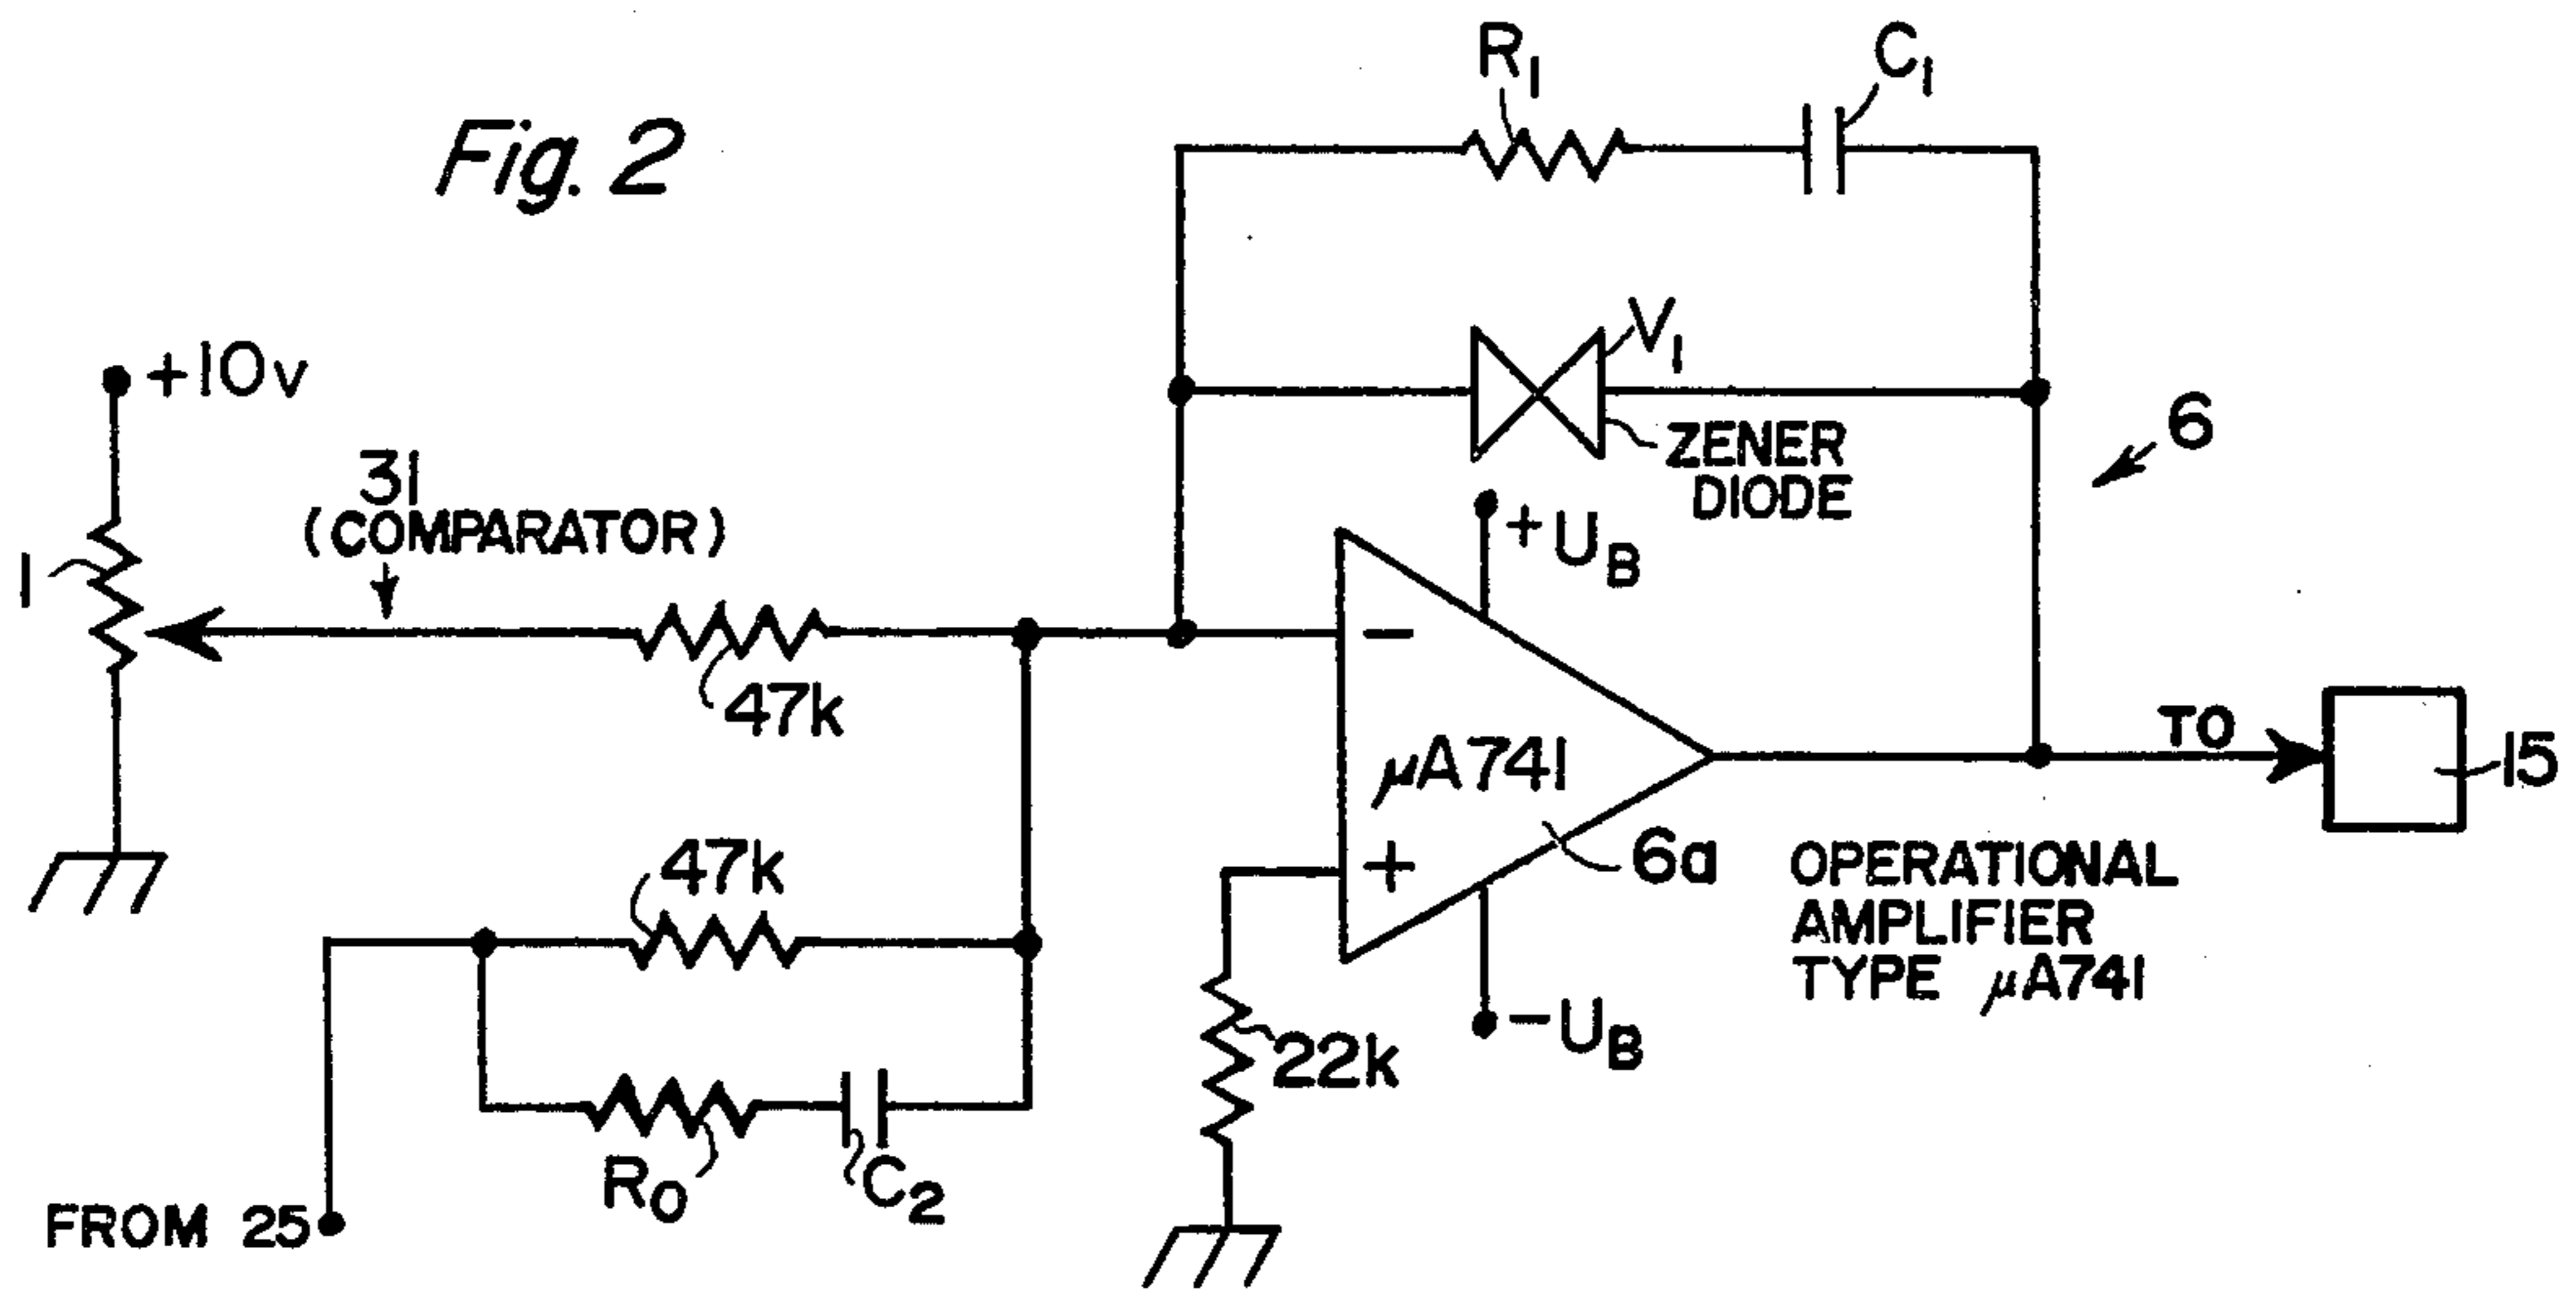 Fig. 2
R1
C1
+10v
V1
ZENER
DIODE
6
31
(COMPARATOR)
+UB
1
47k
−
μA741
+
TO
15
6a
OPERATIONAL
AMPLIFIER
TYPE μA741
47k
22k
−UB
RO
C2
FROM 25